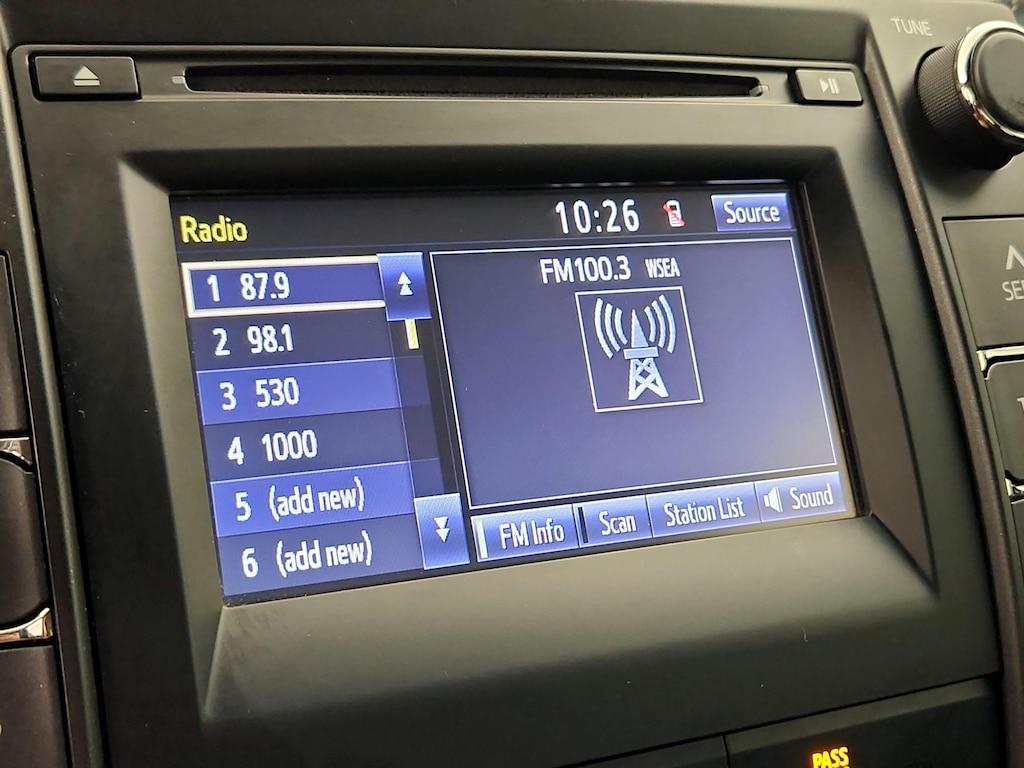 TUNE
Radio
10:26
Source
1 87.9
2 98.1
3 530
4 1000
5 (add new)
6 (add new)
FM100.3 WSEA
FM Info
Scan
Station List
Sound
PASS